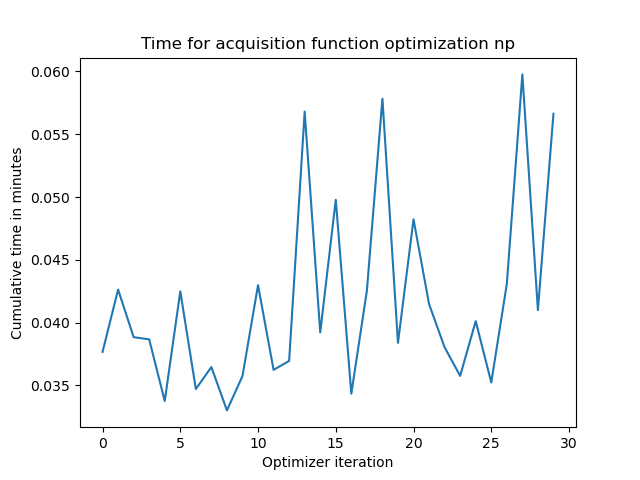 Time for acquisition function optimization np
Cumulative time in minutes
0.060
0.055
0.050
0.045
0.040
0.035
0 5 10 15 20 25 30
Optimizer iteration